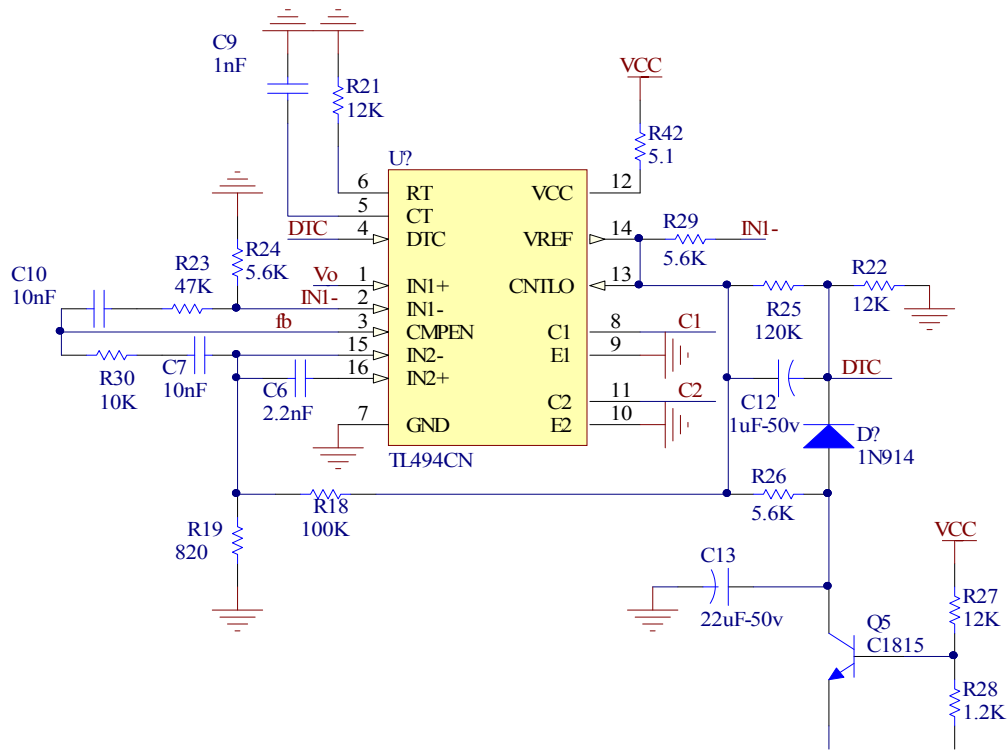 C9
1nF
R21
12K
VCC
R42
5.1
U?
6 RT
5 CT
DTC 4 DTC
Vo 1 IN1+
IN1- 2 IN1-
fb 3 CMPEN
15 IN2-
16 IN2+
7 GND
VCC 12
VREF 14
CNTLO 13
C1 8 C1
E1 9
C2 11 C2
E2 10
TL494CN
R24
5.6K
R23
47K
C10
10nF
R29
5.6K
IN1-
R22
12K
R25
120K
R30
10K
C7
10nF
C6
2.2nF
C12
1uF-50v
DTC
D?
1N914
R26
5.6K
R18
100K
R19
820
C13
22uF-50v
VCC
R27
12K
Q5
C1815
R28
1.2K